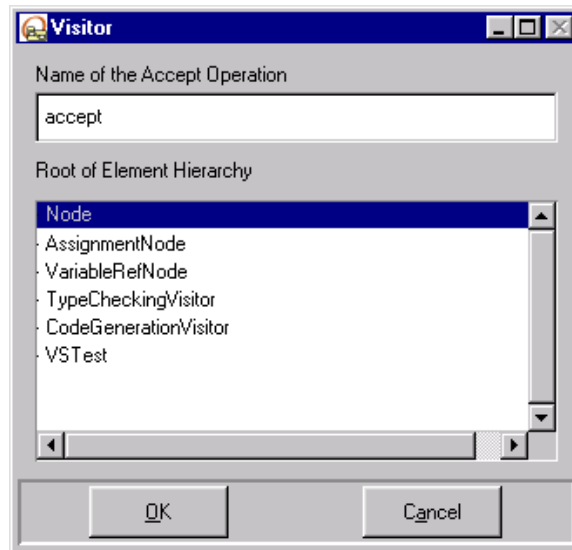 Visitor
Name of the Accept Operation
accept
Root of Element Hierarchy
Node
AssignmentNode
VariableRefNode
TypeCheckingVisitor
CodeGenerationVisitor
VSTest
OK Cancel